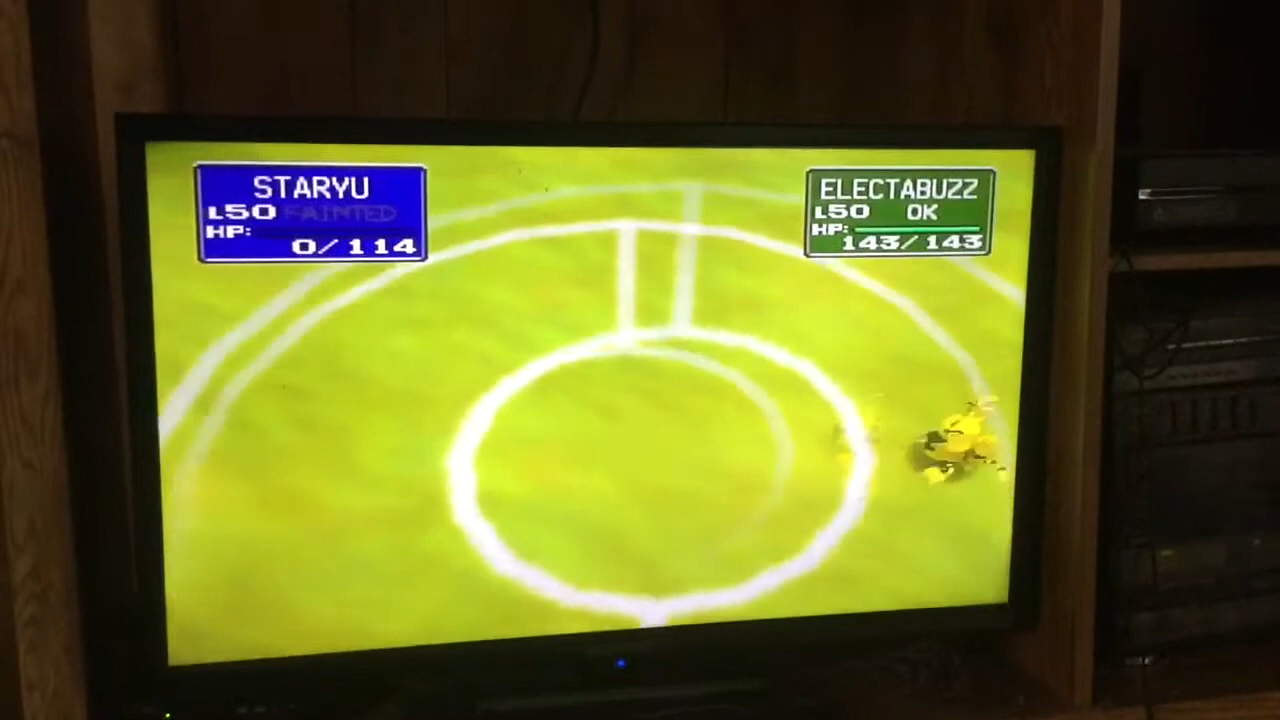 STARYU
L50 FAINTED
HP:
0/114
ELECTABUZZ
L50 OK
HP:
143/143